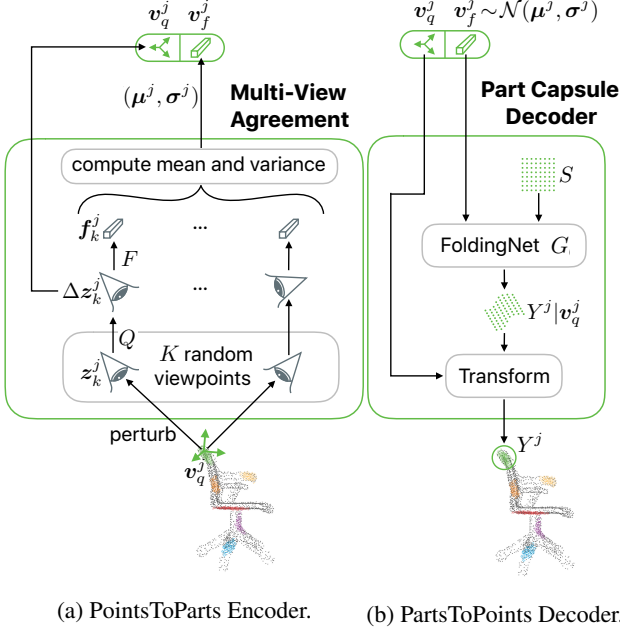 v_q^j v_f^j
(μ^j, σ^j)
Multi-View
Agreement
compute mean and variance
f_k^j ...
F
Δz_k^j ...
Q
z_k^j
K random
viewpoints
perturb
v_q^j
(a) PointsToParts Encoder.
v_q^j v_f^j ∼ N(μ^j, σ^j)
Part Capsule
Decoder
S
FoldingNet G
Y^j|v_q^j
Transform
Y^j
(b) PartsToPoints Decoder.